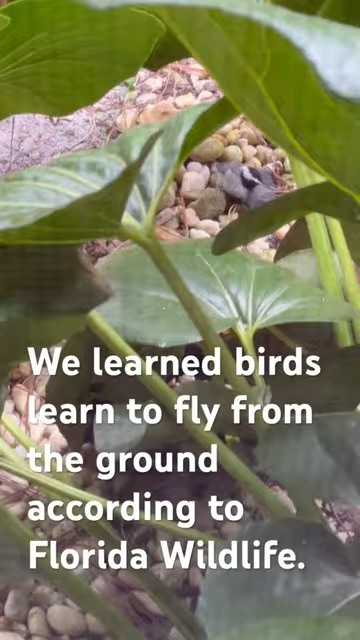 We learned birds
learn to fly from
the ground
according to
Florida Wildlife.